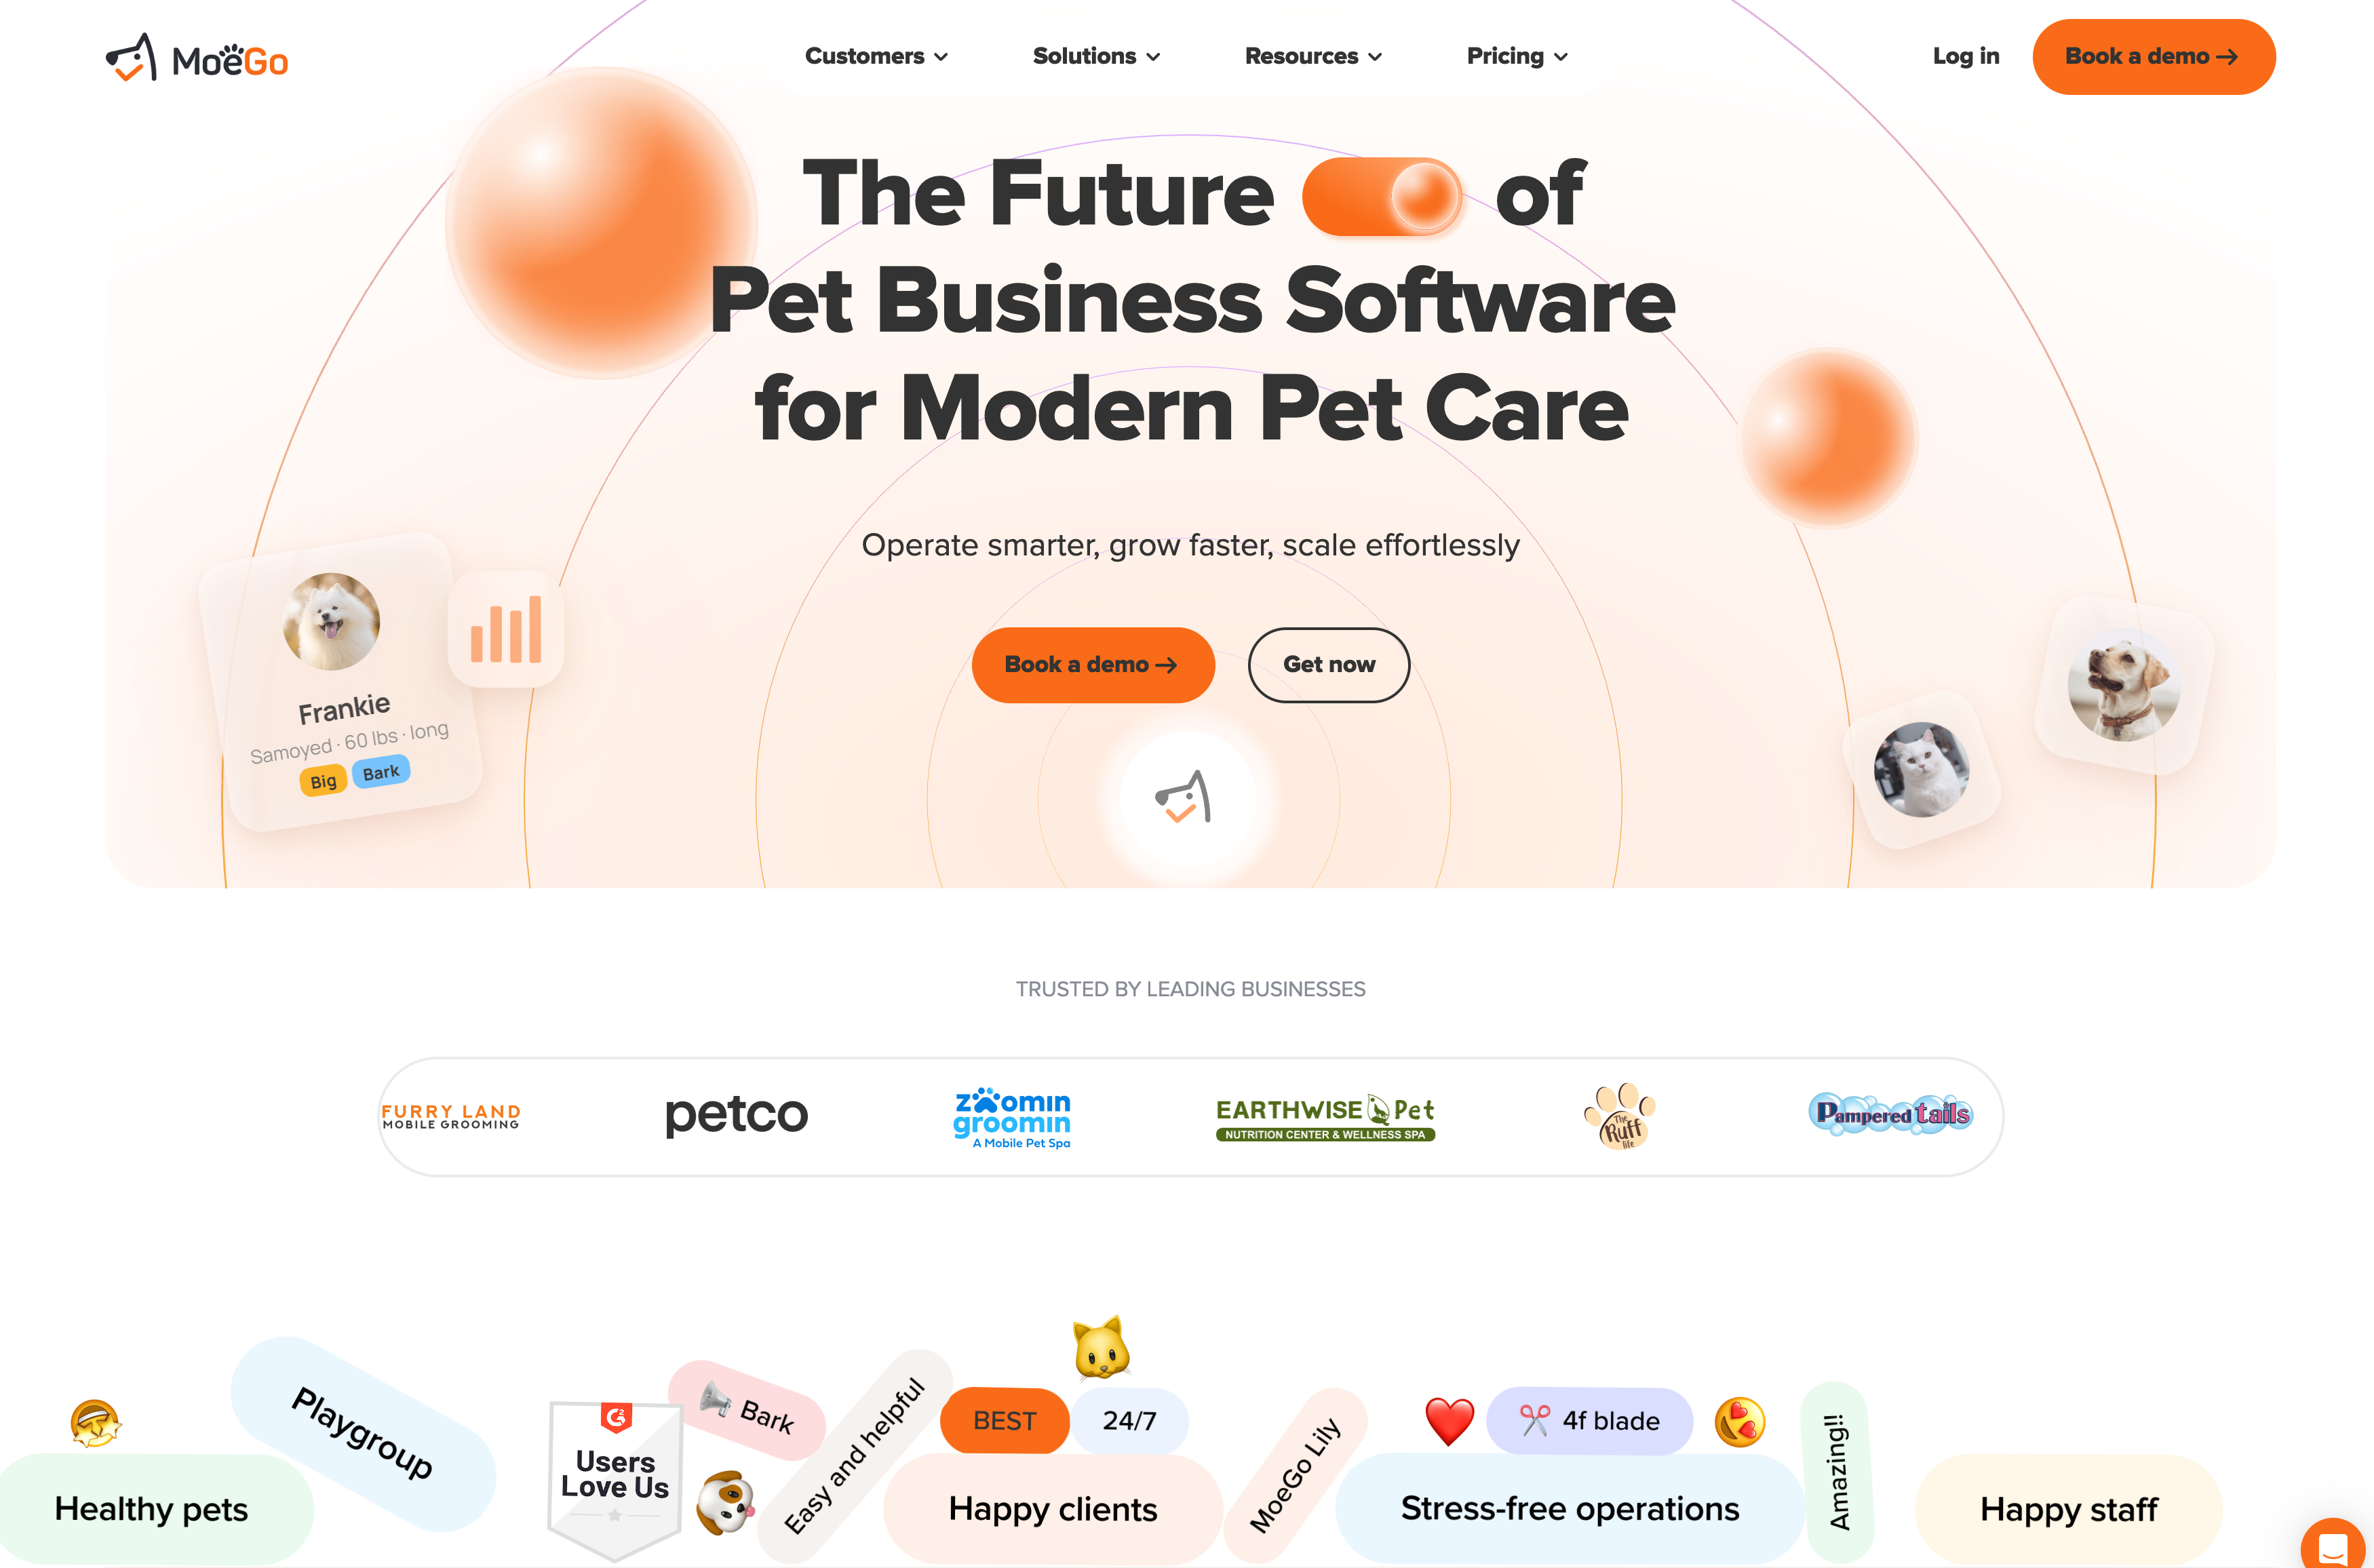 MoeGo
Customers
Solutions
Resources
Pricing
Log in
Book a demo →
The Future of
Pet Business Software
for Modern Pet Care
Operate smarter, grow faster, scale effortlessly
Book a demo →
Get now
Frankie
Samoyed · 60 lbs · long
Big
Bark
TRUSTED BY LEADING BUSINESSES
FURRY LAND
MOBILE GROOMING
petco
zoomin
groomin
A Mobile Pet Spa
EARTHWISE Pet
NUTRITION CENTER & WELLNESS SPA
The
Ruff
life
Pampered tails
Healthy pets
Playgroup
G2
Users
Love Us
Bark
Easy and helpful
BEST
24/7
Happy clients
MoeGo Lily
4f blade
Stress-free operations
Amazing!!
Happy staff